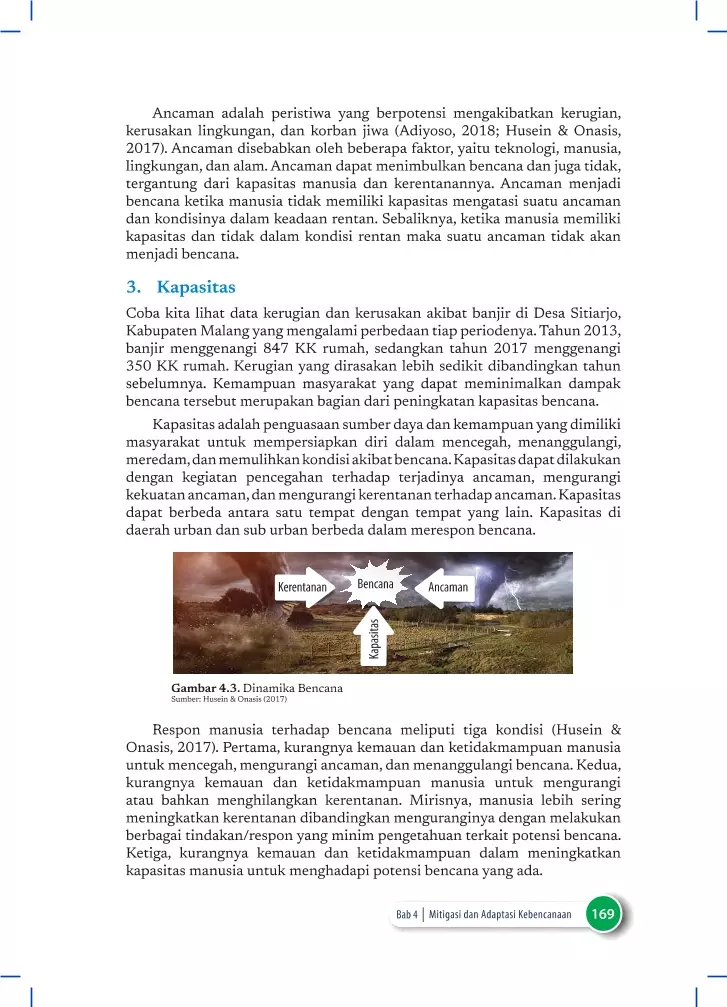 Ancaman adalah peristiwa yang berpotensi mengakibatkan kerugian,
kerusakan lingkungan, dan korban jiwa (Adiyoso, 2018; Husein & Onasis,
2017). Ancaman disebabkan oleh beberapa faktor, yaitu teknologi, manusia,
lingkungan, dan alam. Ancaman dapat menimbulkan bencana dan juga tidak,
tergantung dari kapasitas manusia dan kerentanannya. Ancaman menjadi
bencana ketika manusia tidak memiliki kapasitas mengatasi suatu ancaman
dan kondisinya dalam keadaan rentan. Sebaliknya, ketika manusia memiliki
kapasitas dan tidak dalam kondisi rentan maka suatu ancaman tidak akan
menjadi bencana.
3. Kapasitas
Coba kita lihat data kerugian dan kerusakan akibat banjir di Desa Sitiarjo,
Kabupaten Malang yang mengalami perbedaan tiap periodenya. Tahun 2013,
banjir menggenangi 847 KK rumah, sedangkan tahun 2017 menggenangi
350 KK rumah. Kerugian yang dirasakan lebih sedikit dibandingkan tahun
sebelumnya. Kemampuan masyarakat yang dapat meminimalkan dampak
bencana tersebut merupakan bagian dari peningkatan kapasitas bencana.
Kapasitas adalah penguasaan sumber daya dan kemampuan yang dimiliki
masyarakat untuk mempersiapkan diri dalam mencegah, menanggulangi,
meredam, dan memulihkan kondisi akibat bencana. Kapasitas dapat dilakukan
dengan kegiatan pencegahan terhadap terjadinya ancaman, mengurangi
kekuatan ancaman, dan mengurangi kerentanan terhadap ancaman. Kapasitas
dapat berbeda antara satu tempat dengan tempat yang lain. Kapasitas di
daerah urban dan sub urban berbeda dalam merespon bencana.
Kerentanan
Bencana
Ancaman
Kapasitas
Gambar 4.3. Dinamika Bencana
Sumber: Husein & Onasis (2017)
Respon manusia terhadap bencana meliputi tiga kondisi (Husein &
Onasis, 2017). Pertama, kurangnya kemauan dan ketidakmampuan manusia
untuk mencegah, mengurangi ancaman, dan menanggulangi bencana. Kedua,
kurangnya kemauan dan ketidakmampuan manusia untuk mengurangi
atau bahkan menghilangkan kerentanan. Mirisnya, manusia lebih sering
meningkatkan kerentanan dibandingkan menguranginya dengan melakukan
berbagai tindakan/respon yang minim pengetahuan terkait potensi bencana.
Ketiga, kurangnya kemauan dan ketidakmampuan dalam meningkatkan
kapasitas manusia untuk menghadapi potensi bencana yang ada.
Bab 4 | Mitigasi dan Adaptasi Kebencanaan 169